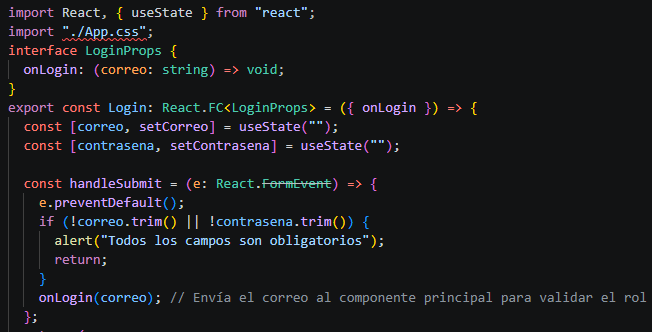 import React, { useState } from "react";
import "./App.css";
interface LoginProps {
onLogin: (correo: string) => void;
}
export const Login: React.FC<LoginProps> = ({ onLogin }) => {
const [correo, setCorreo] = useState("");
const [contrasena, setContrasena] = useState("");
const handleSubmit = (e: React.FormEvent) => {
e.preventDefault();
if (!correo.trim() || !contrasena.trim()) {
alert("Todos los campos son obligatorios");
return;
}
onLogin(correo); // Envía el correo al componente principal para validar el rol
};